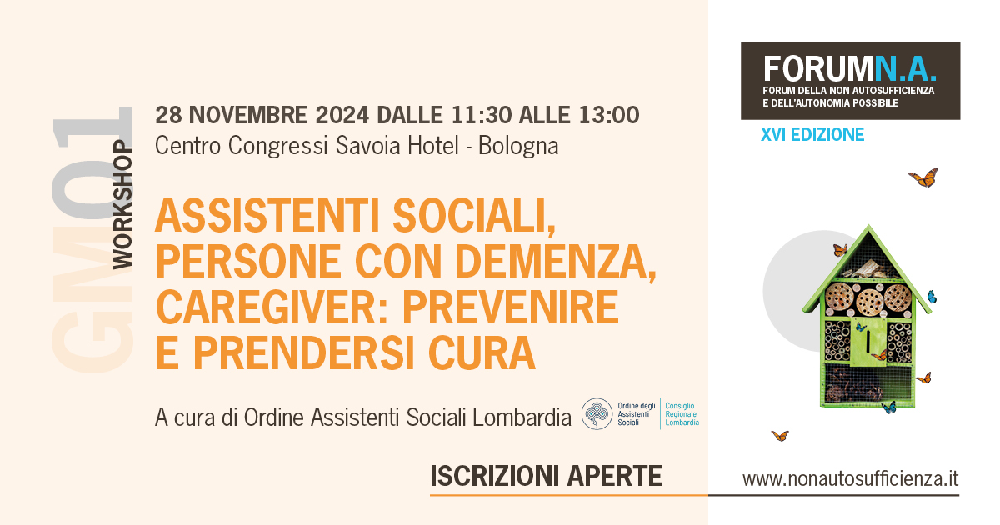 GM01
WORKSHOP
28 NOVEMBRE 2024 DALLE 11:30 ALLE 13:00
Centro Congressi Savoia Hotel - Bologna
ASSISTENTI SOCIALI,
PERSONE CON DEMENZA,
CAREGIVER: PREVENIRE
E PRENDERSI CURA
A cura di Ordine Assistenti Sociali Lombardia
Ordine degli
Assistenti
Sociali
Consiglio
Regionale
Lombardia
ISCRIZIONI APERTE
FORUMN.A.
FORUM DELLA NON AUTOSUFFICIENZA
E DELL'AUTONOMIA POSSIBILE
XVI EDIZIONE
www.nonautosufficienza.it